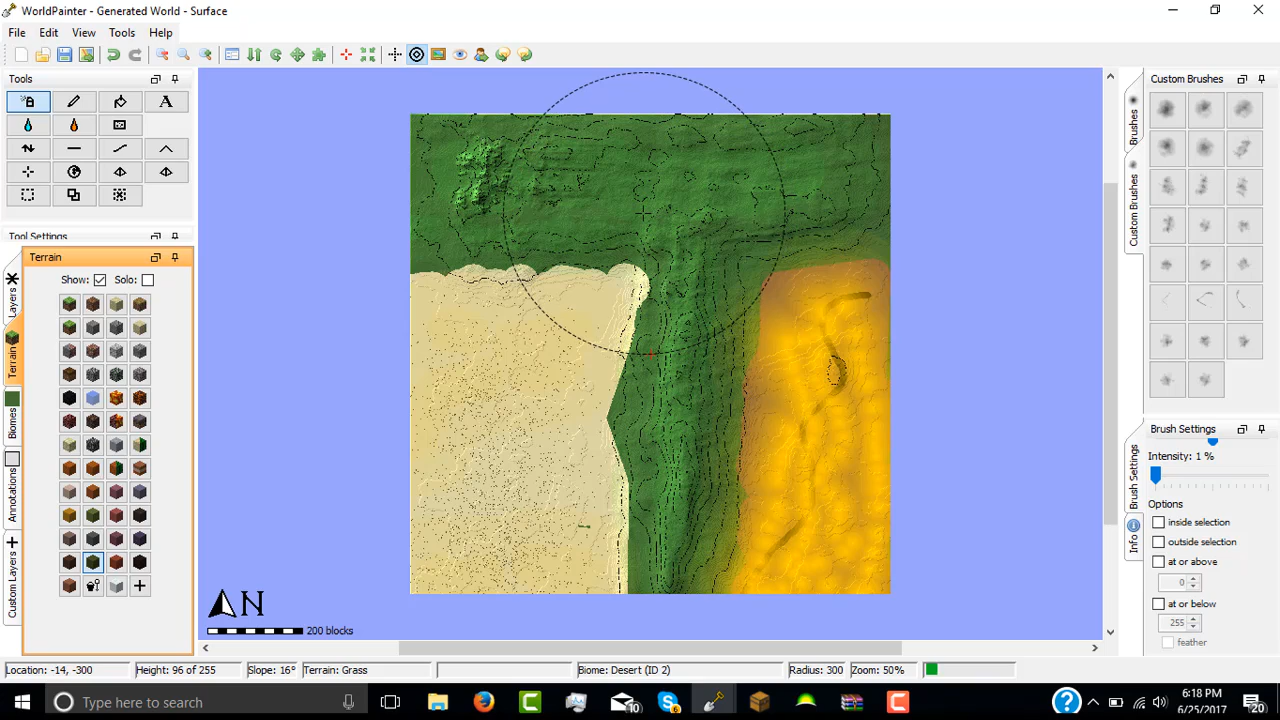 WorldPainter - Generated World - Surface
File Edit View Tools Help
Tools
Tool Settings
Terrain
Show: Solo:
Layers
Terrain
Biomes
Annotations
Custom Layers
N
200 blocks
Brushes
Custom Brushes
Custom Brushes
Brush Settings
Info
Brush Settings
Intensity: 1 %
Options
inside selection
outside selection
at or above
0
at or below
255
feather
Location: -14, -300 Height: 96 of 255 Slope: 16° Terrain: Grass Biome: Desert (ID 2) Radius: 300 Zoom: 50%
Type here to search
10
6
6:18 PM
6/25/2017
20